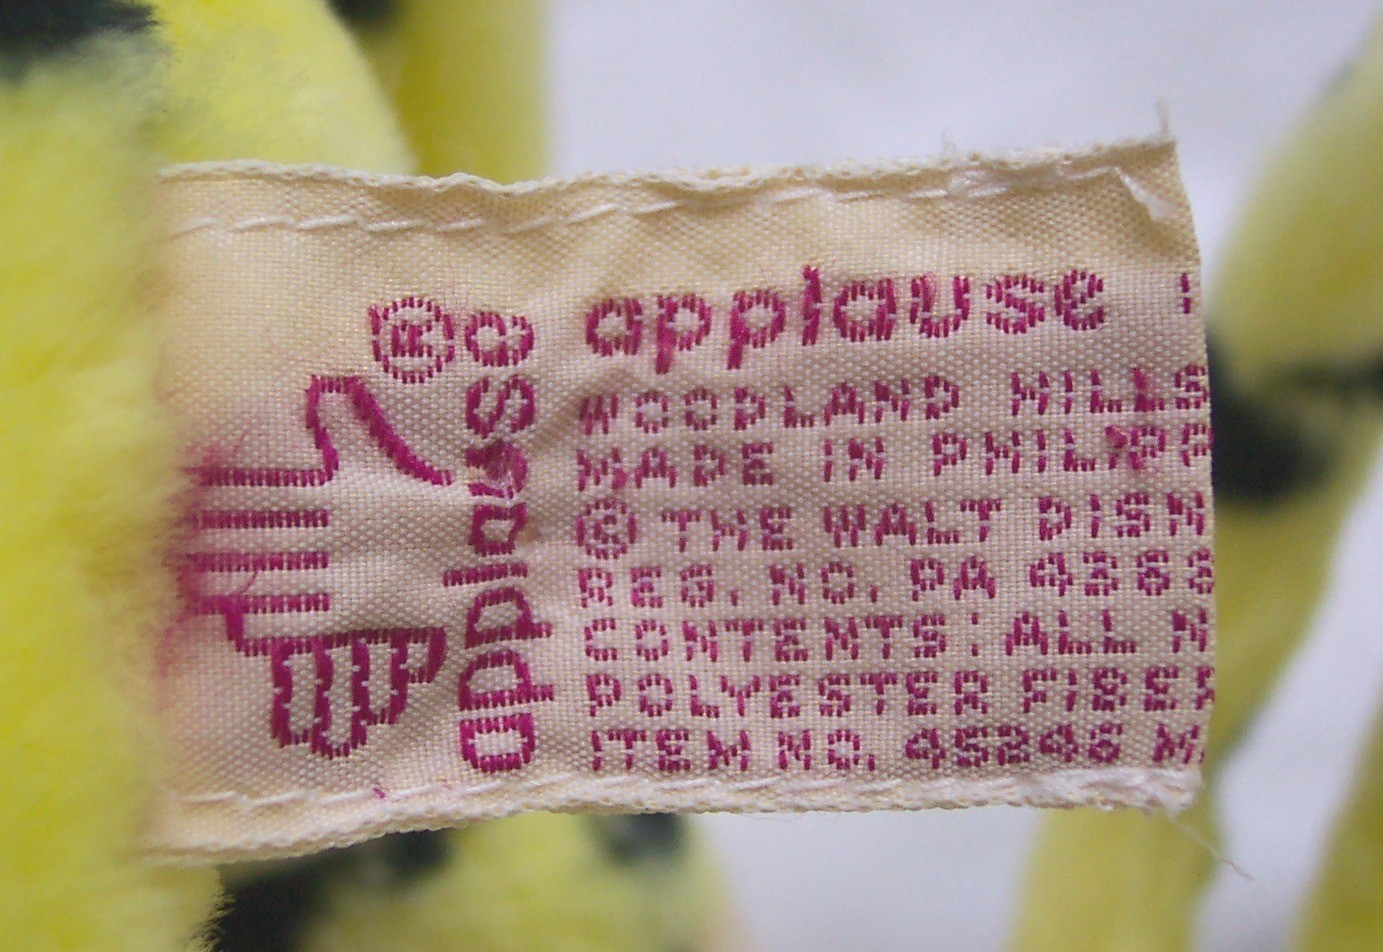 applause ®
applause
WOODLAND HILLS
MADE IN PHILIPP
© THE WALT DISN
REG. NO. PA 4368
CONTENTS: ALL N
POLYESTER FIBER
ITEM NO. 45246 M